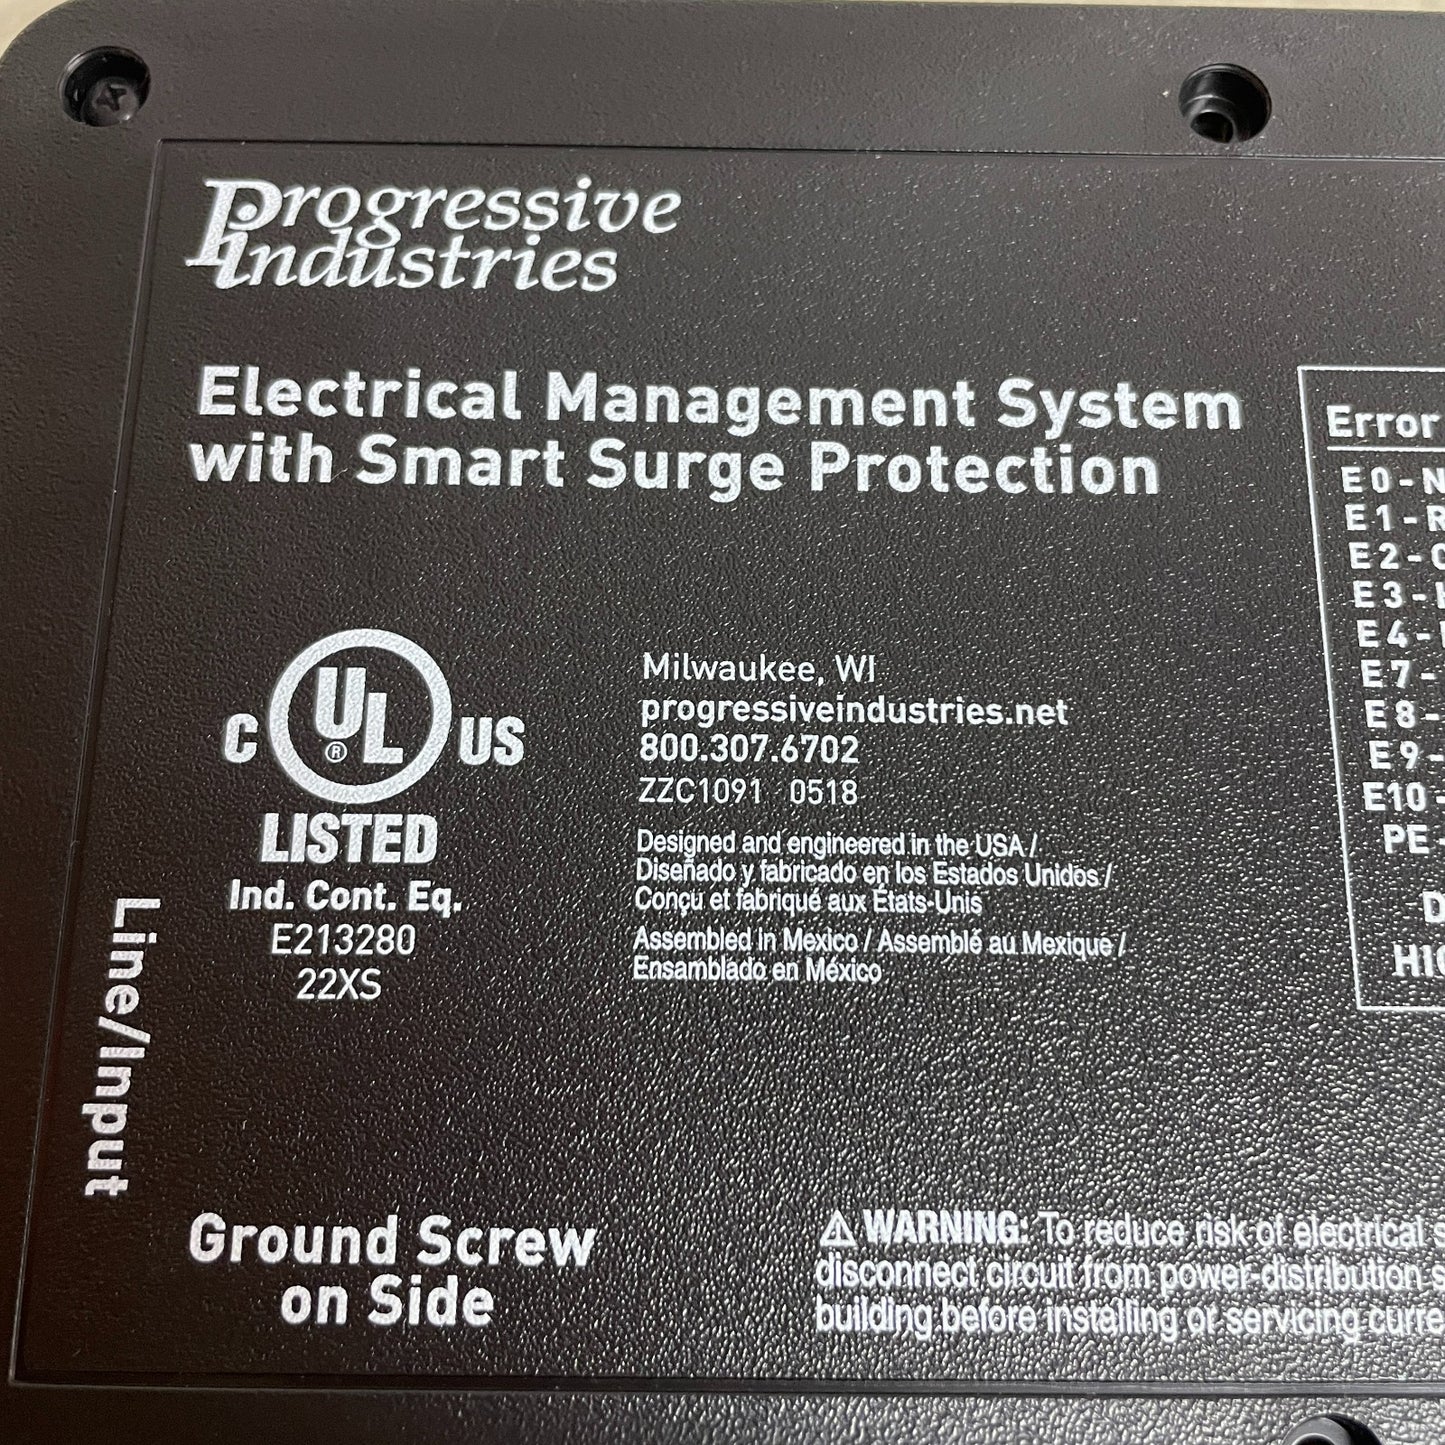 Progressive
Industries
Electrical Management System
with Smart Surge Protection
C UL® US
LISTED
Ind. Cont. Eq.
E213280
22XS
Milwaukee, WI
progressiveindustries.net
800.307.6702
ZZC1091 0518
Designed and engineered in the USA /
Diseñado y fabricado en los Estados Unidos /
Conçu et fabriqué aux États-Unis
Assembled in Mexico / Assemblé au Mexique /
Ensamblado en México
Line/Input
Ground Screw
on Side
⚠ WARNING: To reduce risk of electrical
disconnect circuit from power-distribution
building before installing or servicing
Error
E0 -
E1 -
E2 -
E3 -
E4 -
E7 -
E8 -
E9 -
E10 -
PE -